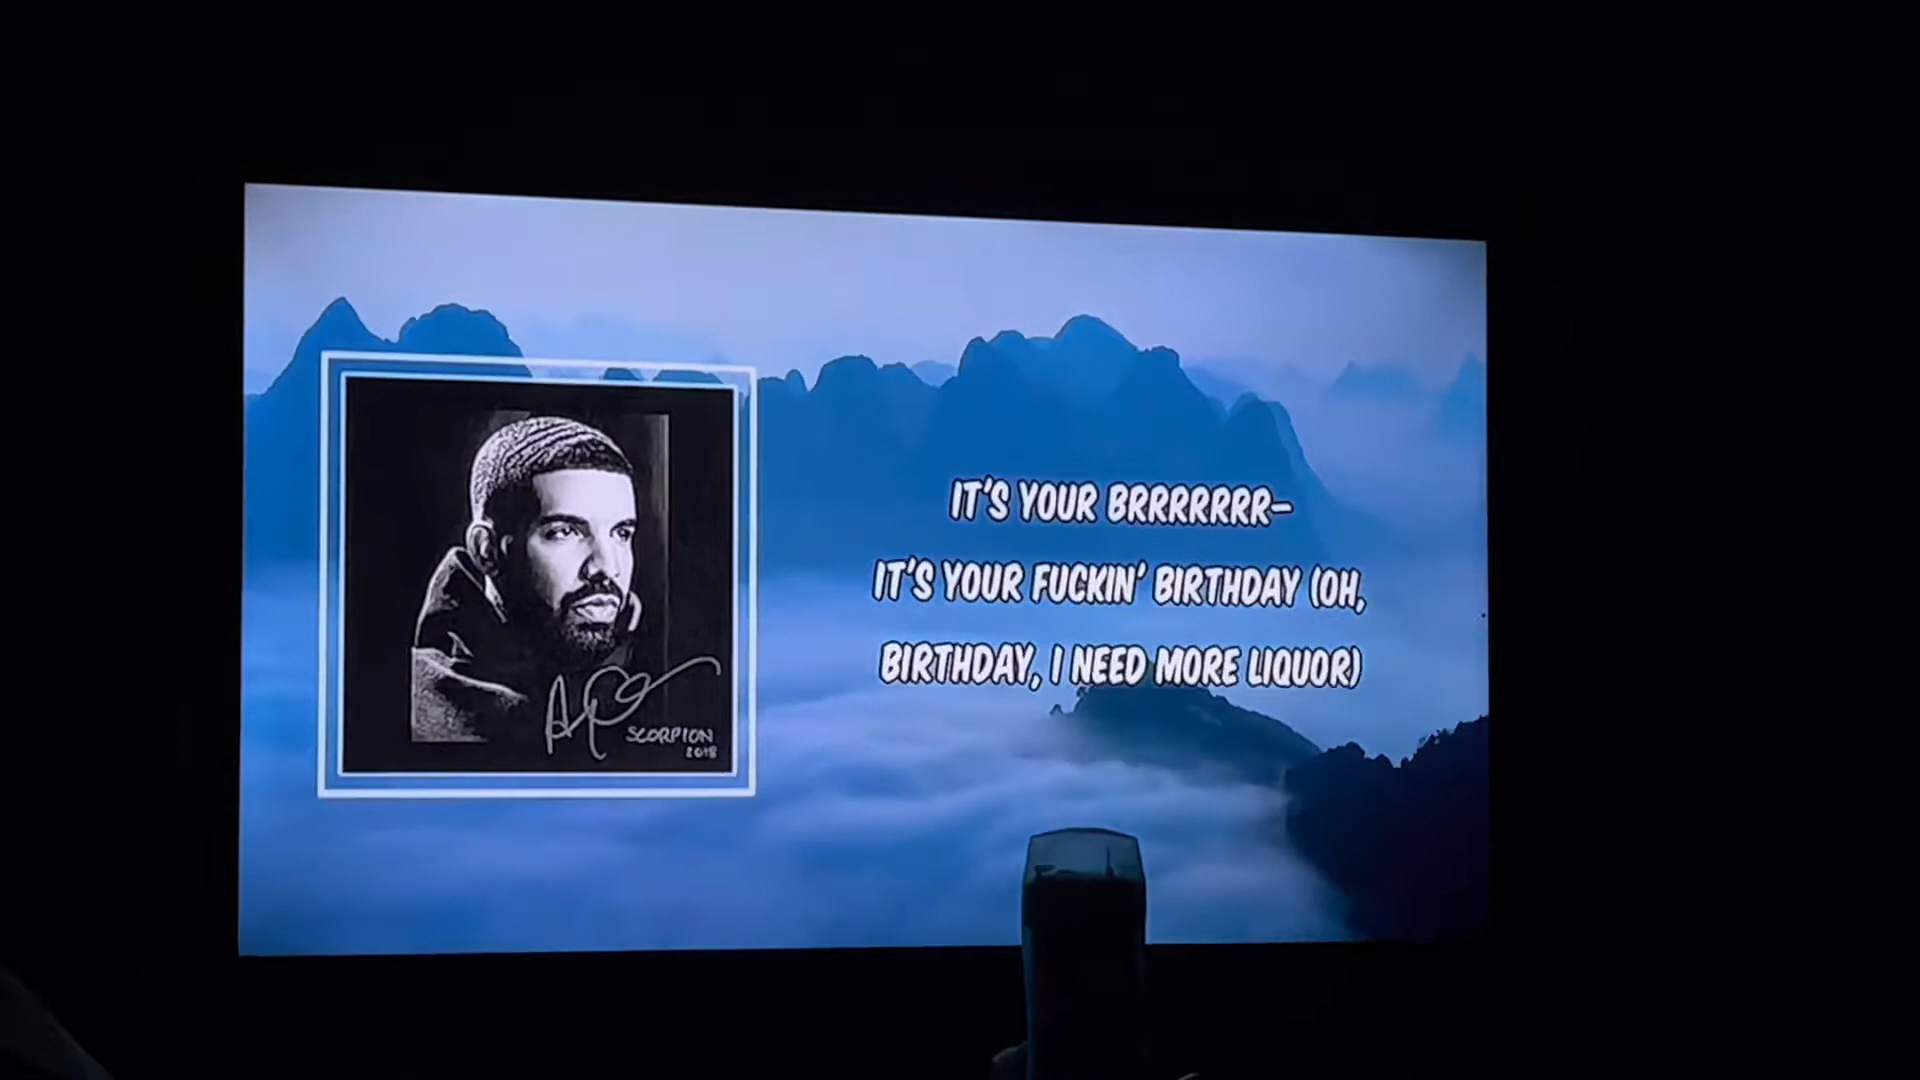 IT'S YOUR BRRRRRRR-
IT'S YOUR FUCKIN' BIRTHDAY (OH,
BIRTHDAY, I NEED MORE LIQUOR)
SCORPION
2018